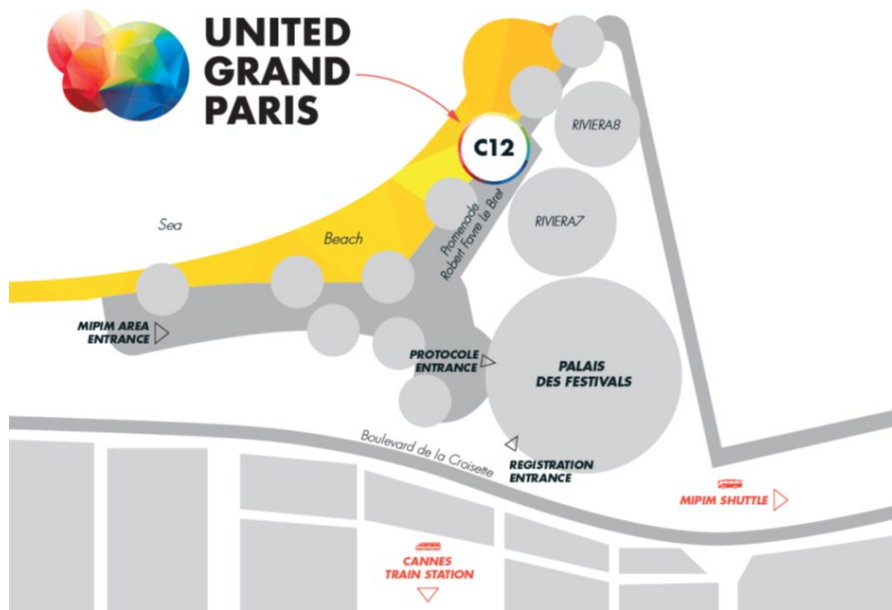 UNITED
GRAND
PARIS
C12
RIVIERA8
RIVIERA7
Promenade
Robert Favre Le Bret
Sea
Beach
MIPIM AREA
ENTRANCE
PROTOCOLE
ENTRANCE
PALAIS
DES FESTIVALS
Boulevard de la Croisette
REGISTRATION
ENTRANCE
MIPIM SHUTTLE
CANNES
TRAIN STATION